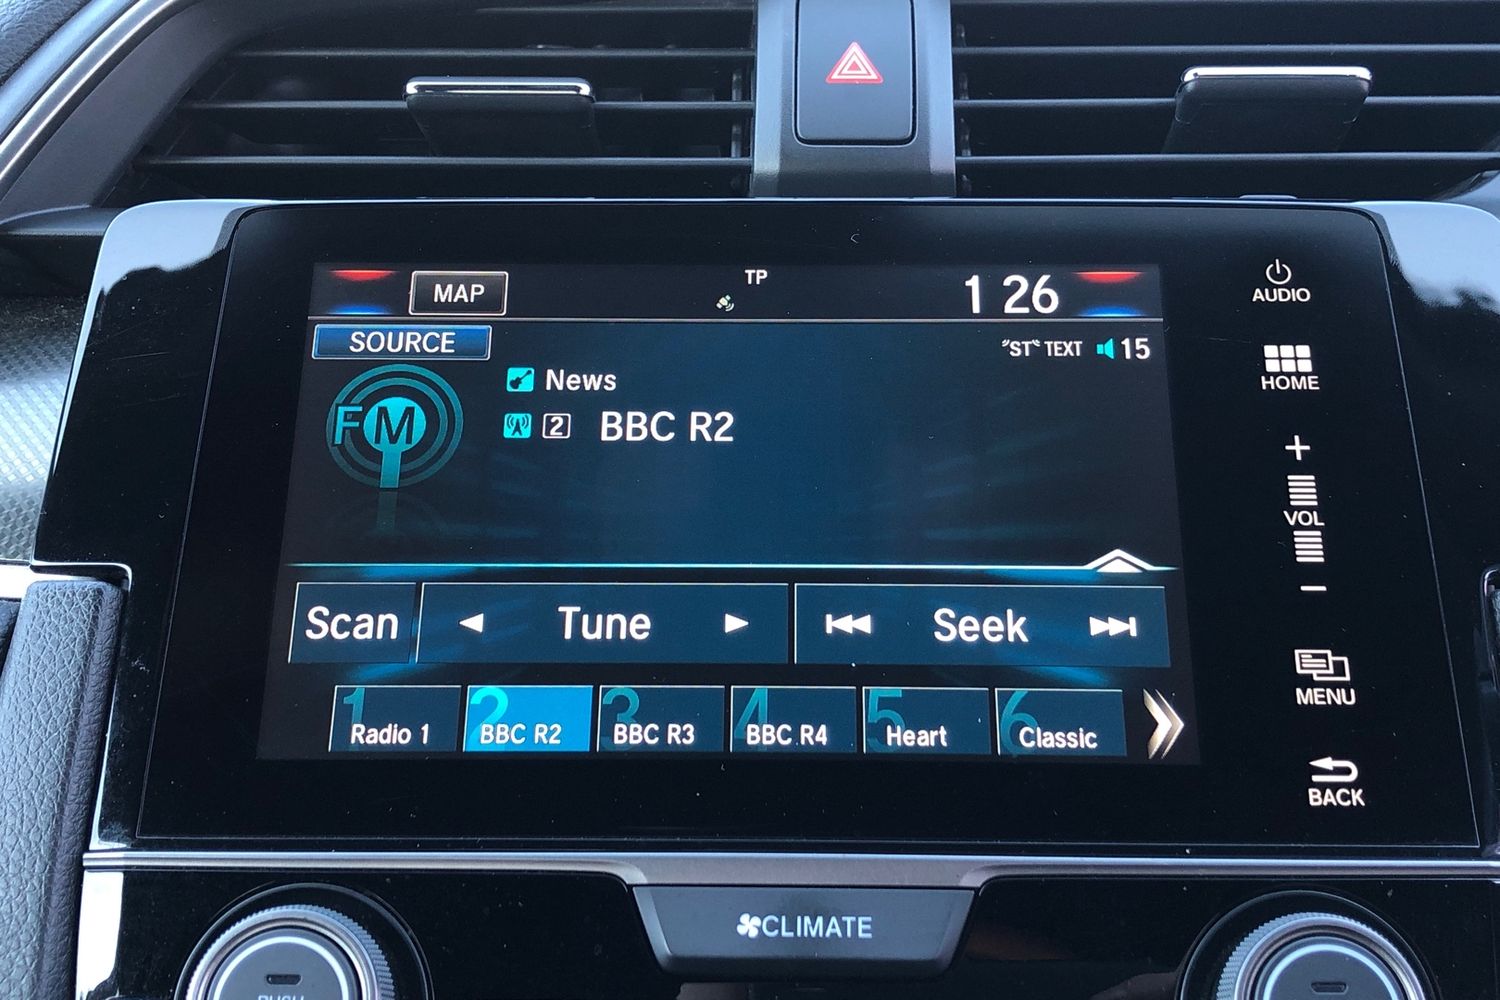 MAP
TP
1 26
AUDIO
SOURCE
"ST" TEXT 15
HOME
FM
News
2 BBC R2
VOL
Scan
Tune
Seek
MENU
1 Radio 1
2 BBC R2
3 BBC R3
4 BBC R4
5 Heart
6 Classic
BACK
CLIMATE
PUSH